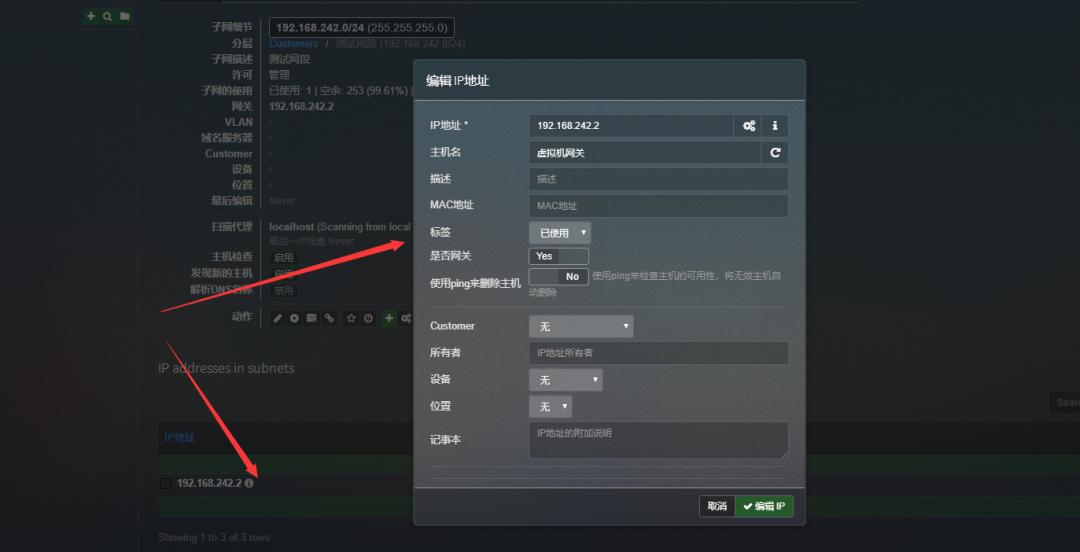 子网细节 192.168.242.0/24 (255.255.255.0)
分层 Customers / 测试网段 (192.168.242.0/24)
子网描述 测试网段
许可 管理
子网的使用 已使用: 1 | 空余: 253 (99.61%) |
网关 192.168.242.2
VLAN /
域名服务器 /
Customer /
设备 /
位置 /
最后编辑 Never
扫描代理 localhost (Scanning from local
最后一次检查 Never
主机检查 启用
发现新的主机 启用
解析DNS名称 禁用
动作
IP addresses in subnets
Sear
IP地址
192.168.242.2
Showing 1 to 3 of 3 rows
编辑 IP地址
IP地址 * 192.168.242.2
主机名 虚拟机网关
描述 描述
MAC地址 MAC地址
标签 已使用
是否网关 Yes
使用ping来删除主机 No 使用ping来检查主机的可用性，将无效主机自
动删除
Customer 无
所有者 IP地址所有者
设备 无
位置 无
记事本 IP地址的附加说明
取消 编辑 IP